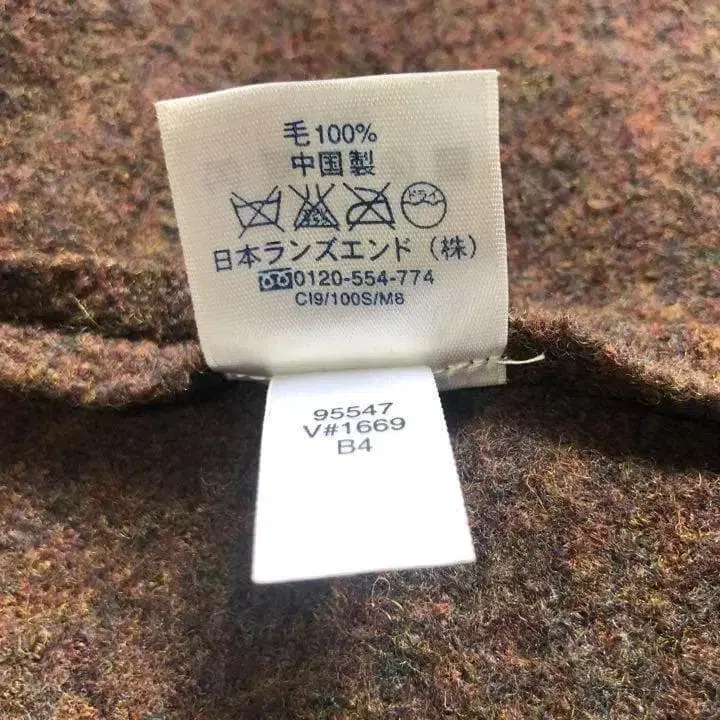 毛100%
中国製
ドライ
日本ランズエンド（株）
0120-554-774
CI9/100S/M8
95547
V#1669
B4